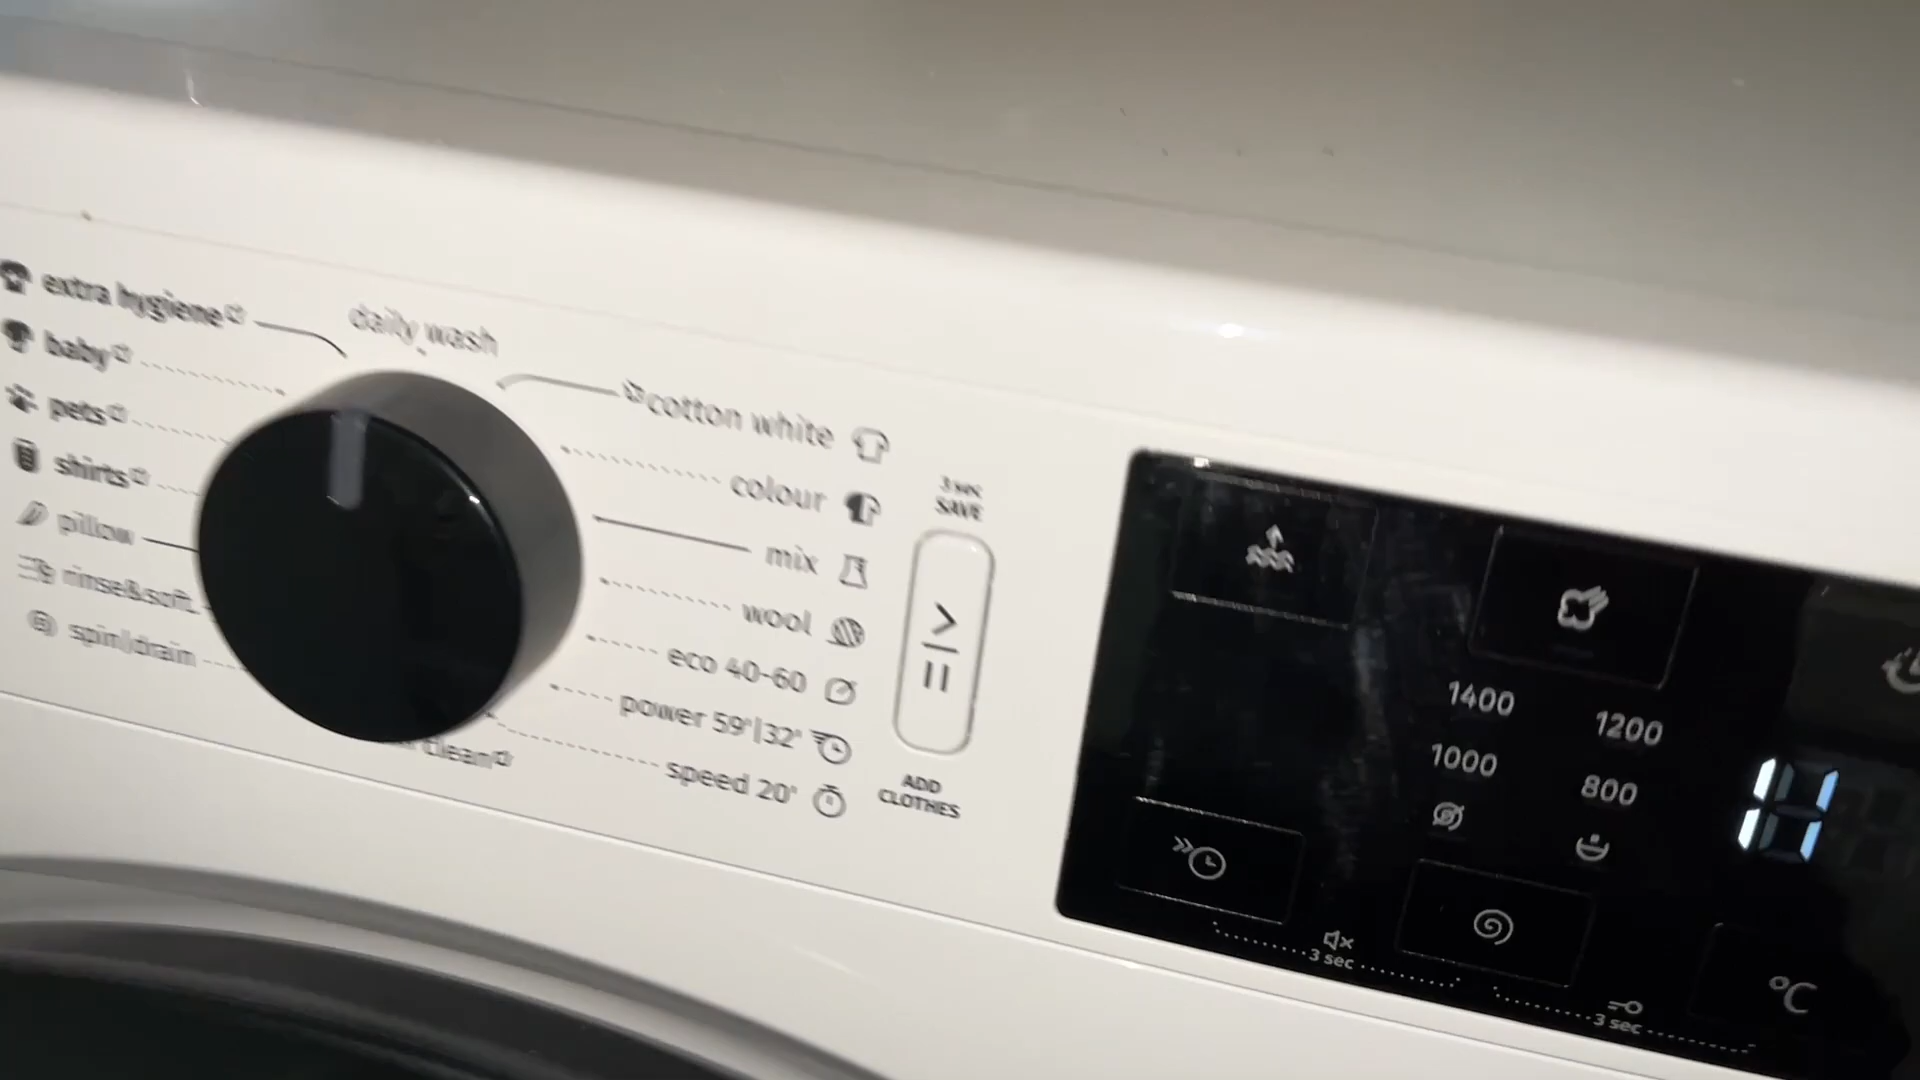 extra hygiene
baby
pets
shirts
pillow
rinse&soft
spin|drain
daily wash
clean
cotton white
colour
mix
wool
eco 40-60
power 59'|32'
speed 20'
3 sec
SAVE
ADD
CLOTHES
1400
1200
1000
800
3 sec
3 sec
°C